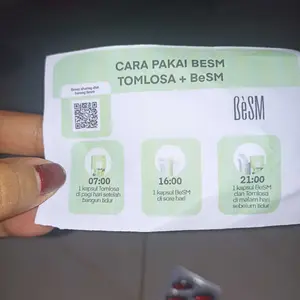 CARA PAKAI BESM
TOMLOSA + BeSM
BèSM
07:00
1 kapsul Tomlosa
di pagi hari setelah
bangun tidur
16:00
1 kapsul BeSM
di sore hari
21:00
1 kapsul BeSM
dan Tomlosa
di malam hari
sebelum tidur